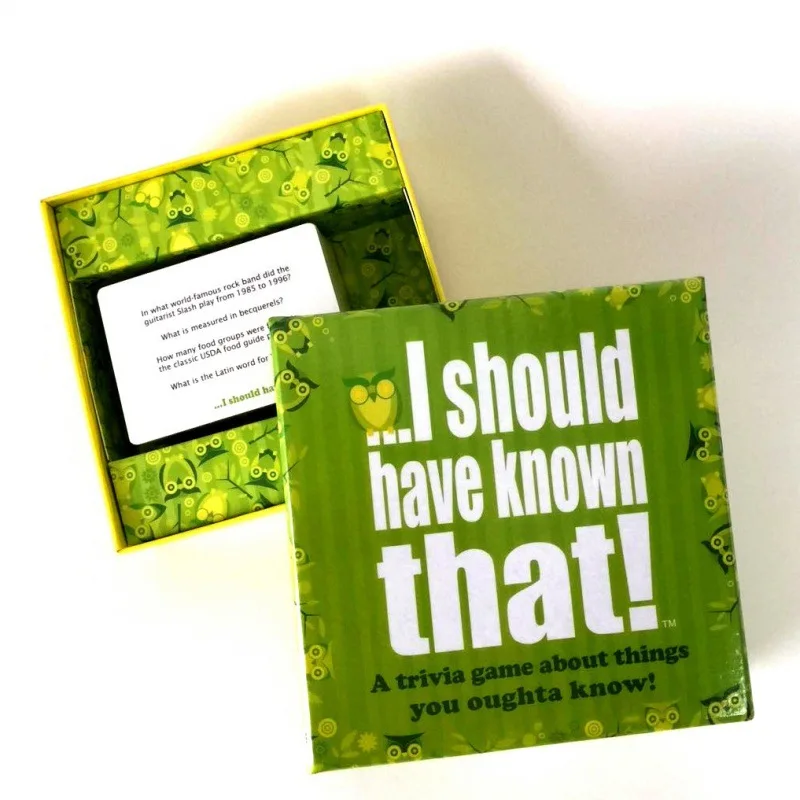 In what world-famous rock band did the
guitarist Slash play from 1985 to 1996?
What is measured in becquerels?
How many food groups were
the classic USDA food guide
What is the Latin word for
...I should
...I should
have known
that!
TM
A trivia game about things
you oughta know!